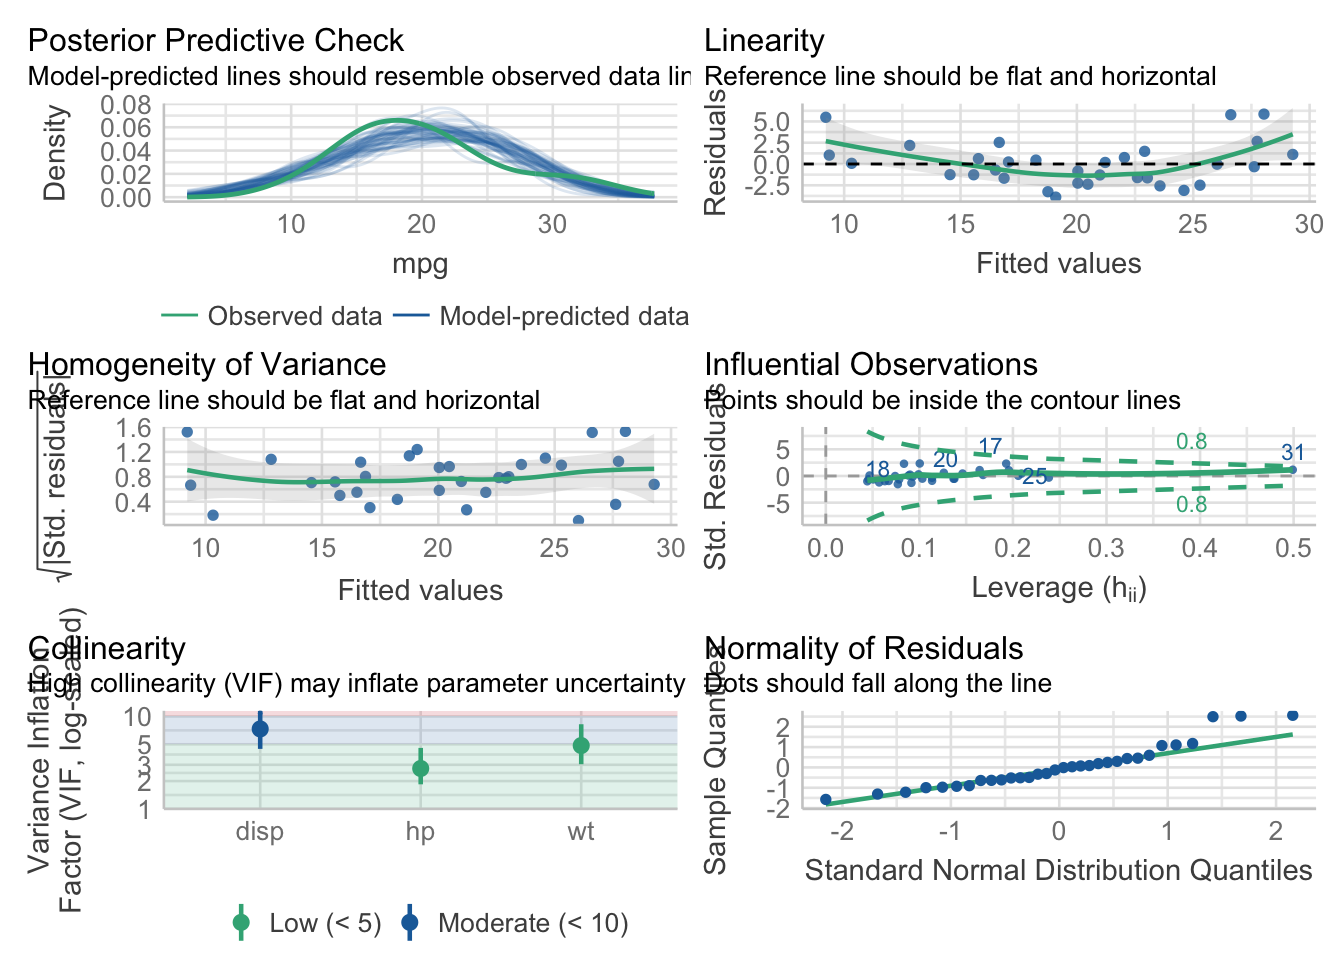 Posterior Predictive Check
Model-predicted lines should resemble observed data lin
Density
0.08
0.06
0.04
0.02
0.00
10 20 30
mpg
Observed data Model-predicted data
Linearity
Reference line should be flat and horizontal
Residuals
5.0
2.5
0.0
-2.5
10 15 20 25 30
Fitted values
Homogeneity of Variance
Reference line should be flat and horizontal
√|Std. residuals|
1.6
1.2
0.8
0.4
10 15 20 25 30
Fitted values
Influential Observations
Points should be inside the contour lines
Std. Residuals
5
0
-5
18
20
17
25
31
0.8
0.8
0.0 0.1 0.2 0.3 0.4 0.5
Leverage (hii)
Collinearity
High collinearity (VIF) may inflate parameter uncertainty
Variance Inflation
Factor (VIF, log-scaled)
10
5
3
2
1
disp hp wt
Low (< 5) Moderate (< 10)
Normality of Residuals
Dots should fall along the line
Sample Quantiles
2
1
0
-1
-2
-2 -1 0 1 2
Standard Normal Distribution Quantiles